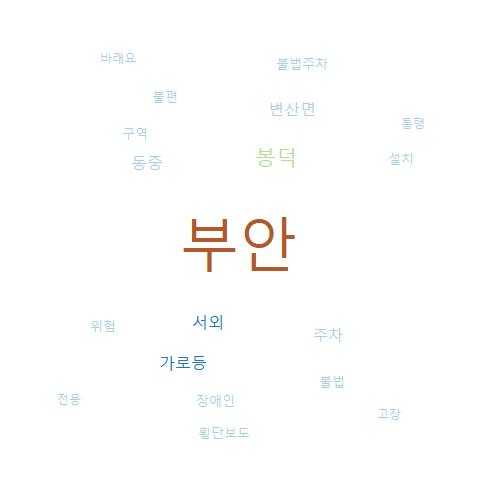 바래요
불법주차
불편
변산면
통행
구역
동중
봉덕
설치
부안
서외
위험
주차
가로등
불법
전용
장애인
고장
횡단보도